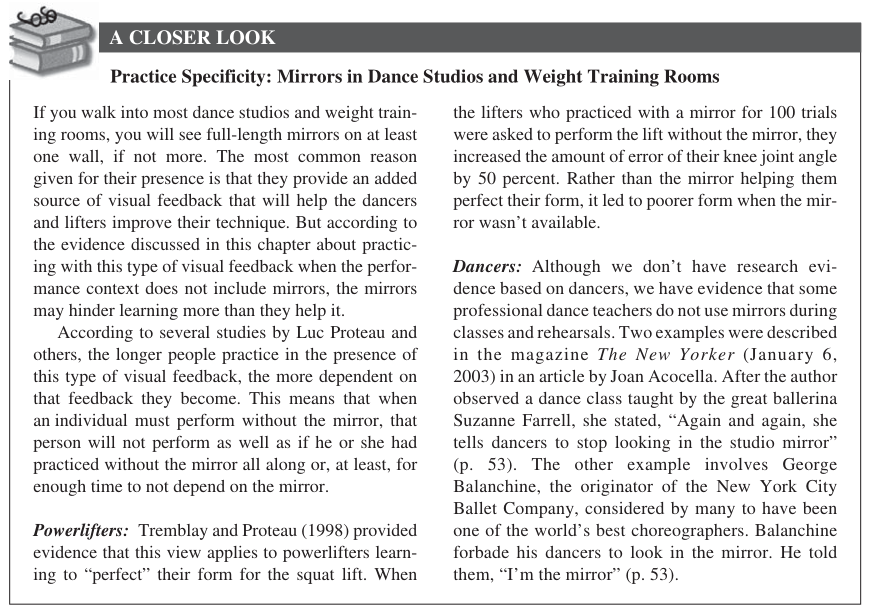 A CLOSER LOOK
Practice Specificity: Mirrors in Dance Studios and Weight Training Rooms
If you walk into most dance studios and weight train-
ing rooms, you will see full-length mirrors on at least
one wall, if not more. The most common reason
given for their presence is that they provide an added
source of visual feedback that will help the dancers
and lifters improve their technique. But according to
the evidence discussed in this chapter about practic-
ing with this type of visual feedback when the perfor-
mance context does not include mirrors, the mirrors
may hinder learning more than they help it.
According to several studies by Luc Proteau and
others, the longer people practice in the presence of
this type of visual feedback, the more dependent on
that feedback they become. This means that when
an individual must perform without the mirror, that
person will not perform as well as if he or she had
practiced without the mirror all along or, at least, for
enough time to not depend on the mirror.
Powerlifters: Tremblay and Proteau (1998) provided
evidence that this view applies to powerlifters learn-
ing to “perfect” their form for the squat lift. When
the lifters who practiced with a mirror for 100 trials
were asked to perform the lift without the mirror, they
increased the amount of error of their knee joint angle
by 50 percent. Rather than the mirror helping them
perfect their form, it led to poorer form when the mir-
ror wasn’t available.
Dancers: Although we don’t have research evi-
dence based on dancers, we have evidence that some
professional dance teachers do not use mirrors during
classes and rehearsals. Two examples were described
in the magazine The New Yorker (January 6,
2003) in an article by Joan Acocella. After the author
observed a dance class taught by the great ballerina
Suzanne Farrell, she stated, “Again and again, she
tells dancers to stop looking in the studio mirror”
(p. 53). The other example involves George
Balanchine, the originator of the New York City
Ballet Company, considered by many to have been
one of the world’s best choreographers. Balanchine
forbade his dancers to look in the mirror. He told
them, “I’m the mirror” (p. 53).